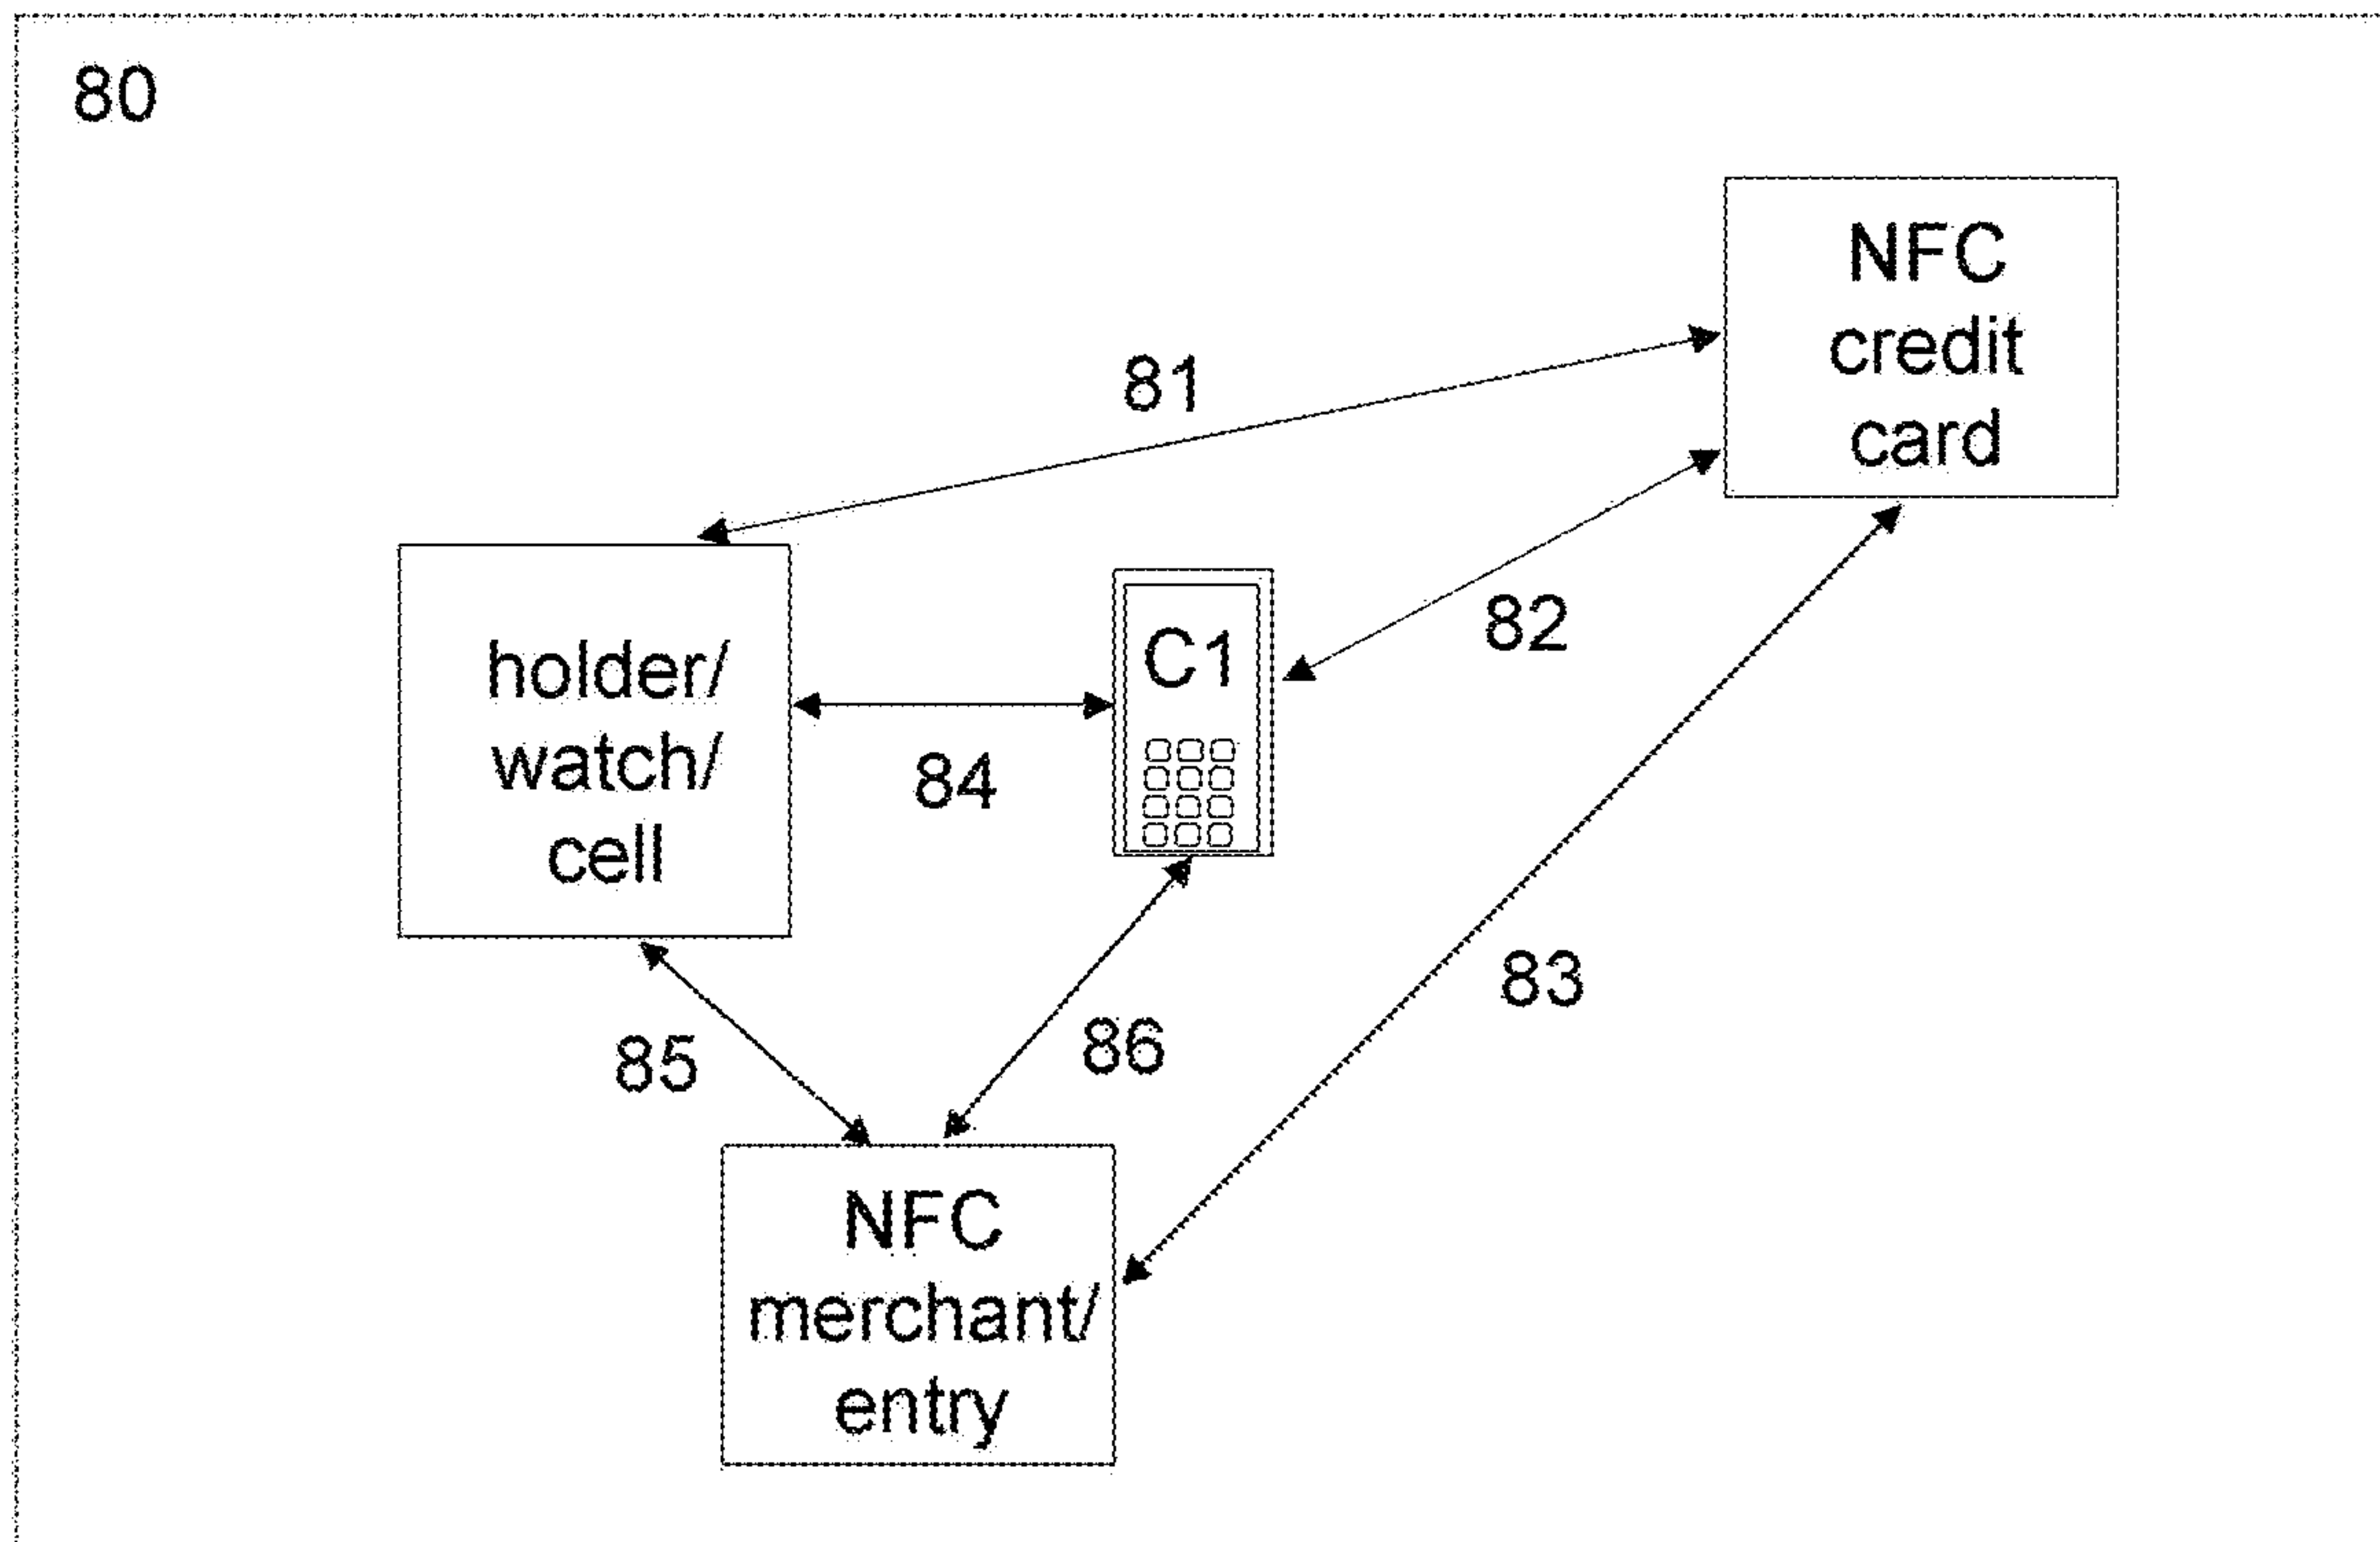 80
NFC
credit
card
81
82
holder/
watch/
cell
C1
84
83
85
86
NFC
merchant/
entry